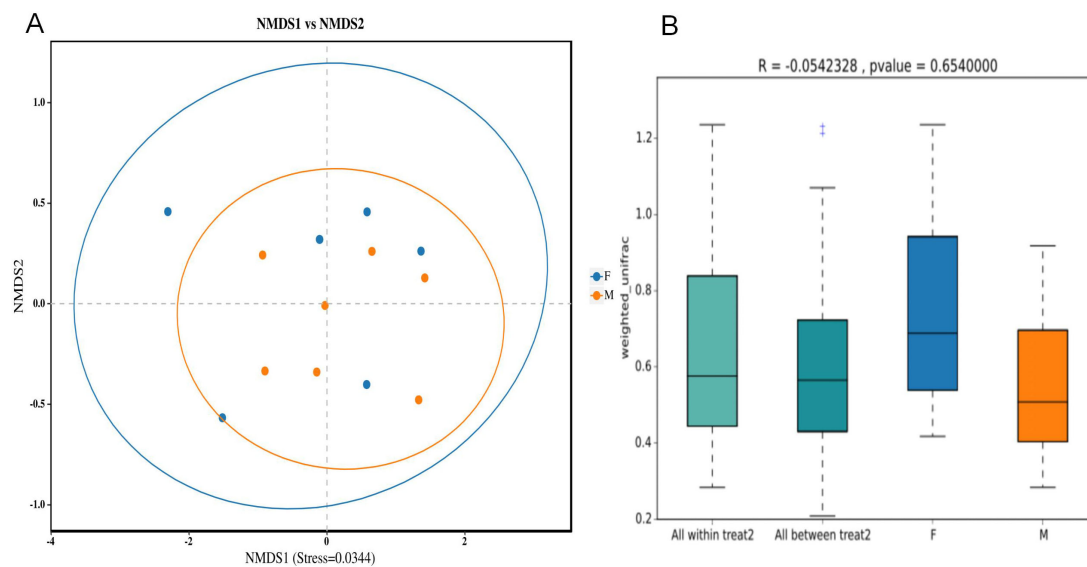 A
NMDS1 vs NMDS2
NMDS2
1.0
0.5
0.0
-0.5
-1.0
-4
-2
0
2
NMDS1 (Stress=0.0344)
F
M
B
R = -0.0542328 , pvalue = 0.6540000
weighted_unifrac
1.2
1.0
0.8
0.6
0.4
0.2
All within treat2
All between treat2
F
M